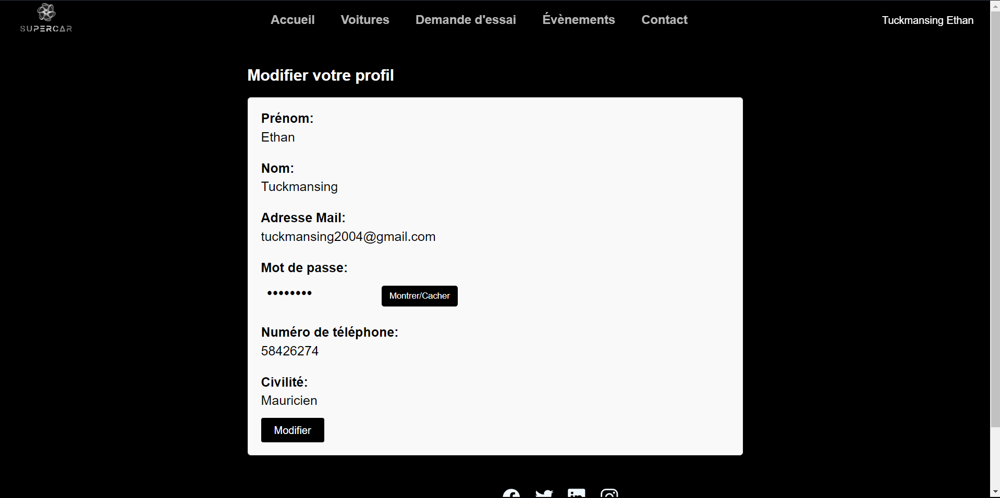 SUPERCAR
Accueil Voitures Demande d'essai Évènements Contact Tuckmansing Ethan
Modifier votre profil
Prénom:
Ethan
Nom:
Tuckmansing
Adresse Mail:
tuckmansing2004@gmail.com
Mot de passe:
•••••••• Montrer/Cacher
Numéro de téléphone:
58426274
Civilité:
Mauricien
Modifier